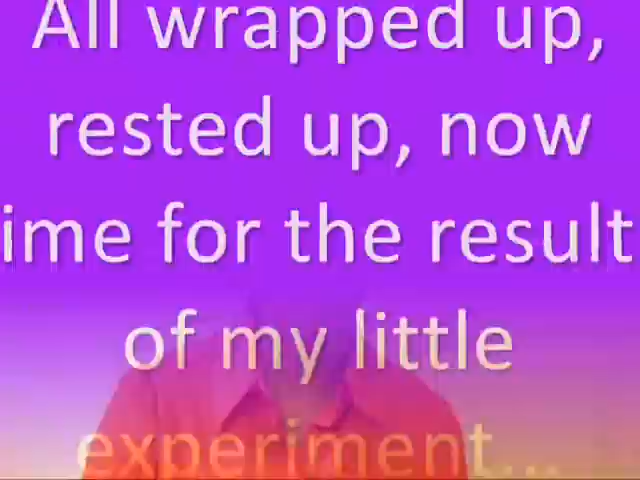 All wrapped up,
rested up, now
ime for the result
of my little
experiment...